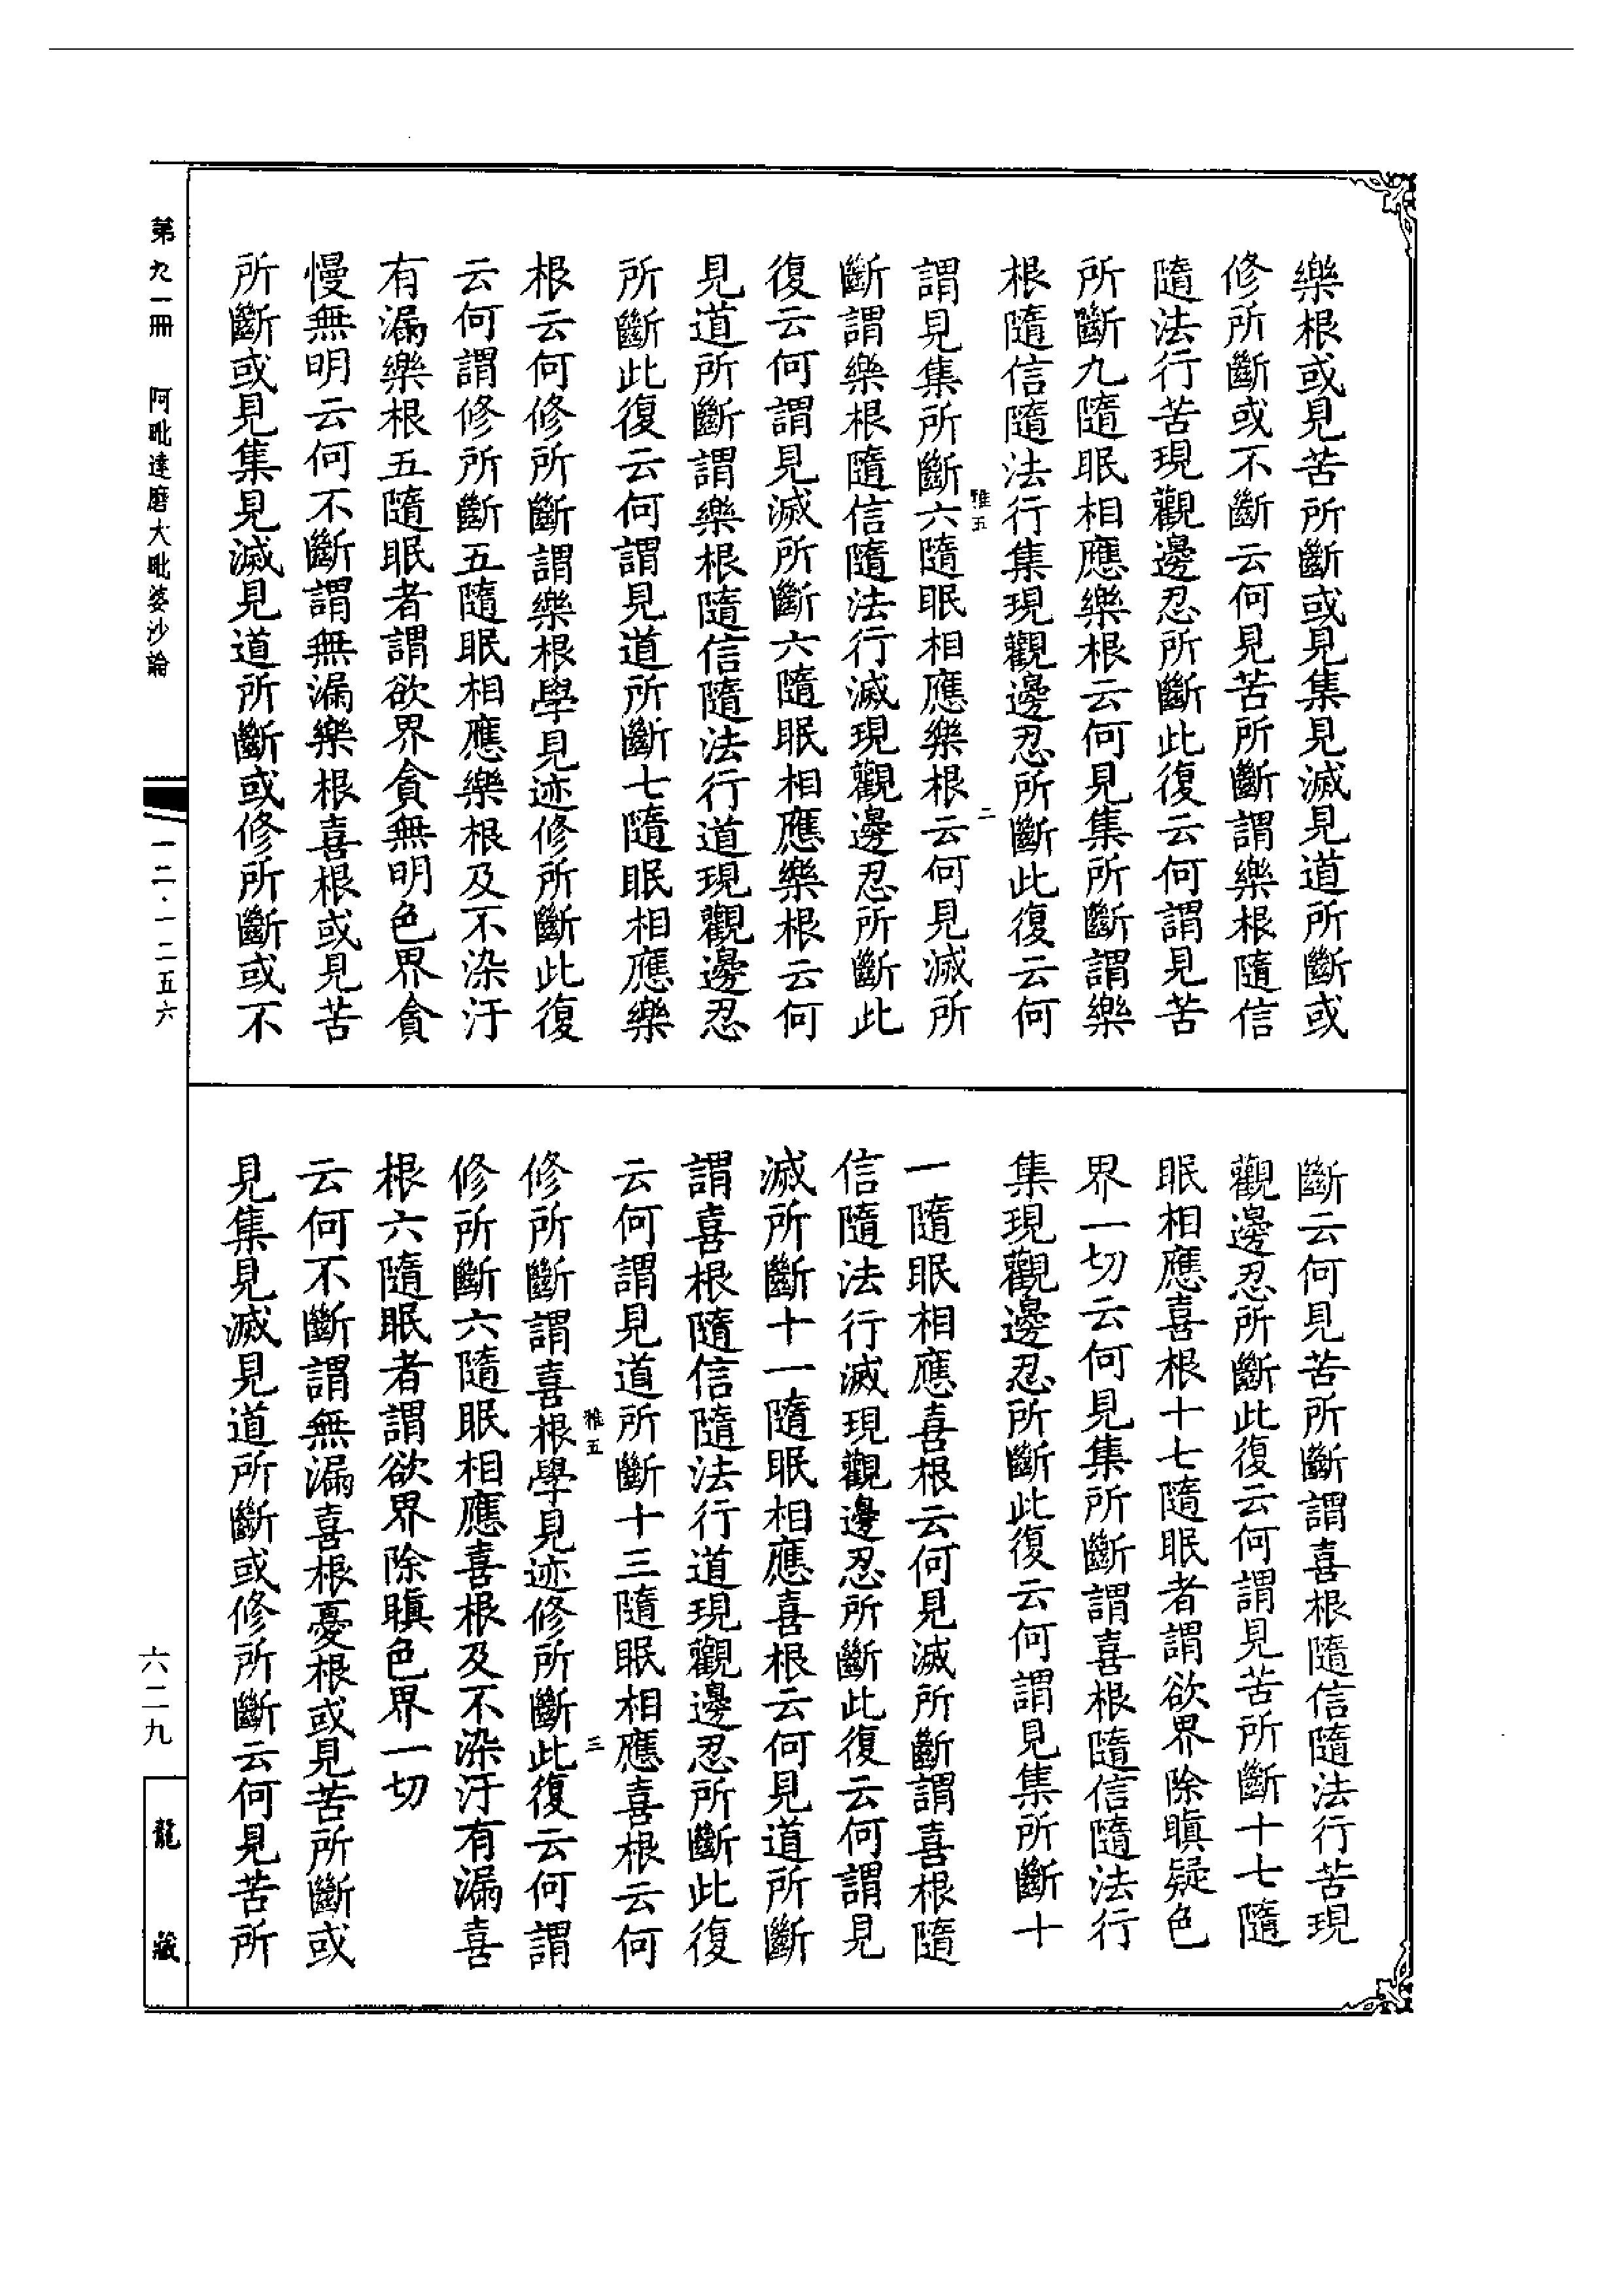 樂根或見苦所斷或見集見滅見道所斷或
修所斷或不斷云何見苦所斷謂樂根隨信
隨法行苦現觀邊忍所斷此復云何謂見苦
所斷九隨眠相應樂根云何見集所斷謂樂
根隨信隨法行集現觀邊忍所斷此復云何
雅五 二
謂見集所斷六隨眠相應樂根云何見滅所
斷謂樂根隨信隨法行滅現觀邊忍所斷此
復云何謂見滅所斷六隨眠相應樂根云何
見道所斷謂樂根隨信隨法行道現觀邊忍
所斷此復云何謂見道所斷七隨眠相應樂
根云何修所斷謂樂根學見迹修所斷此復
云何謂修所斷五隨眠相應樂根及不染汙
有漏樂根五隨眠者謂欲界貪無明色界貪
慢無明云何不斷謂無漏樂根喜根或見苦
所斷或見集見滅見道所斷或修所斷或不
斷云何見苦所斷謂喜根隨信隨法行苦現
觀邊忍所斷此復云何謂見苦所斷十七隨
眠相應喜根十七隨眠者謂欲界除瞋疑色
界一切云何見集所斷謂喜根隨信隨法行
集現觀邊忍所斷此復云何謂見集所斷十
一隨眠相應喜根云何見滅所斷謂喜根隨
信隨法行滅現觀邊忍所斷此復云何謂見
滅所斷十一隨眠相應喜根云何見道所斷
謂喜根隨信隨法行道現觀邊忍所斷此復
云何謂見道所斷十三隨眠相應喜根云何
雅五 三
修所斷謂喜根學見迹修所斷此復云何謂
修所斷六隨眠相應喜根及不染汙有漏喜
根六隨眠者謂欲界除瞋色界一切
云何不斷謂無漏喜根憂根或見苦所斷或
見集見滅見道所斷或修所斷云何見苦所
第九一冊 阿毗達磨大毗婆沙論
一二·一二五六
六二九
龍藏